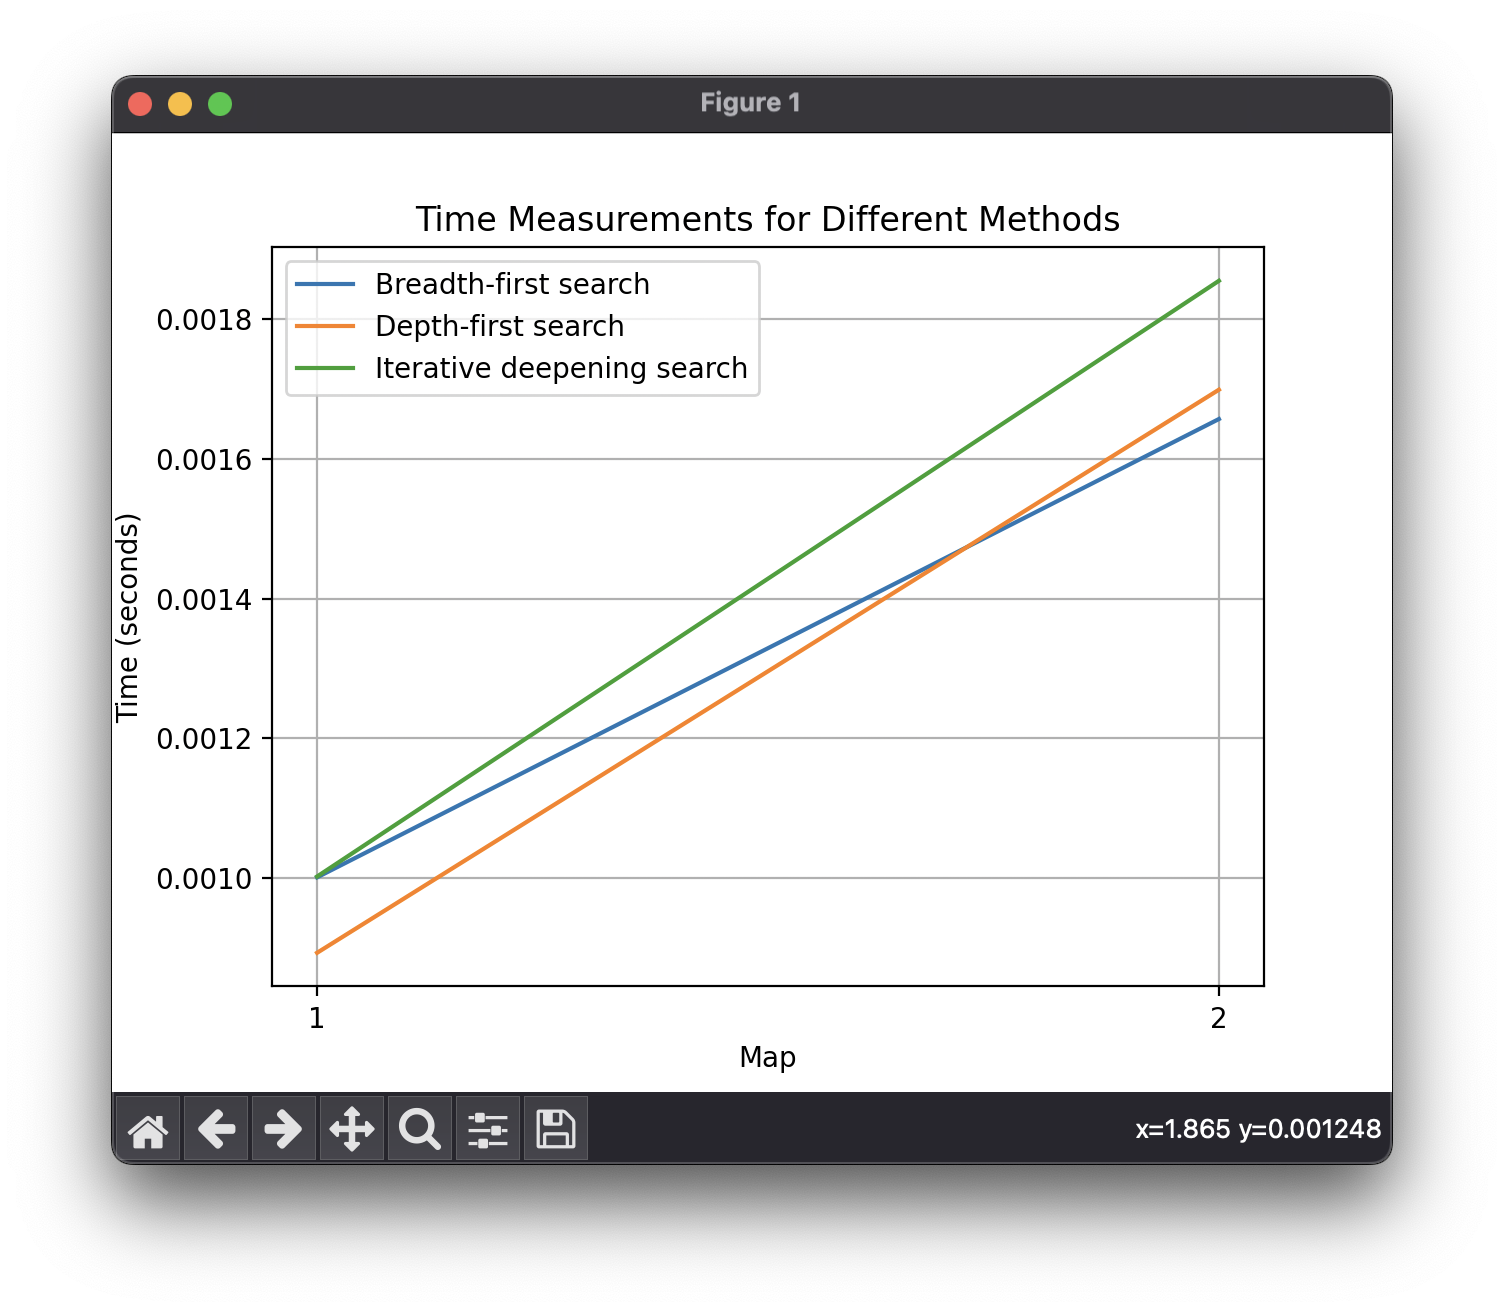 Figure 1
Time Measurements for Different Methods
Breadth-first search
Depth-first search
Iterative deepening search
0.0018
0.0016
0.0014
0.0012
0.0010
Time (seconds)
1
2
Map
x=1.865 y=0.001248